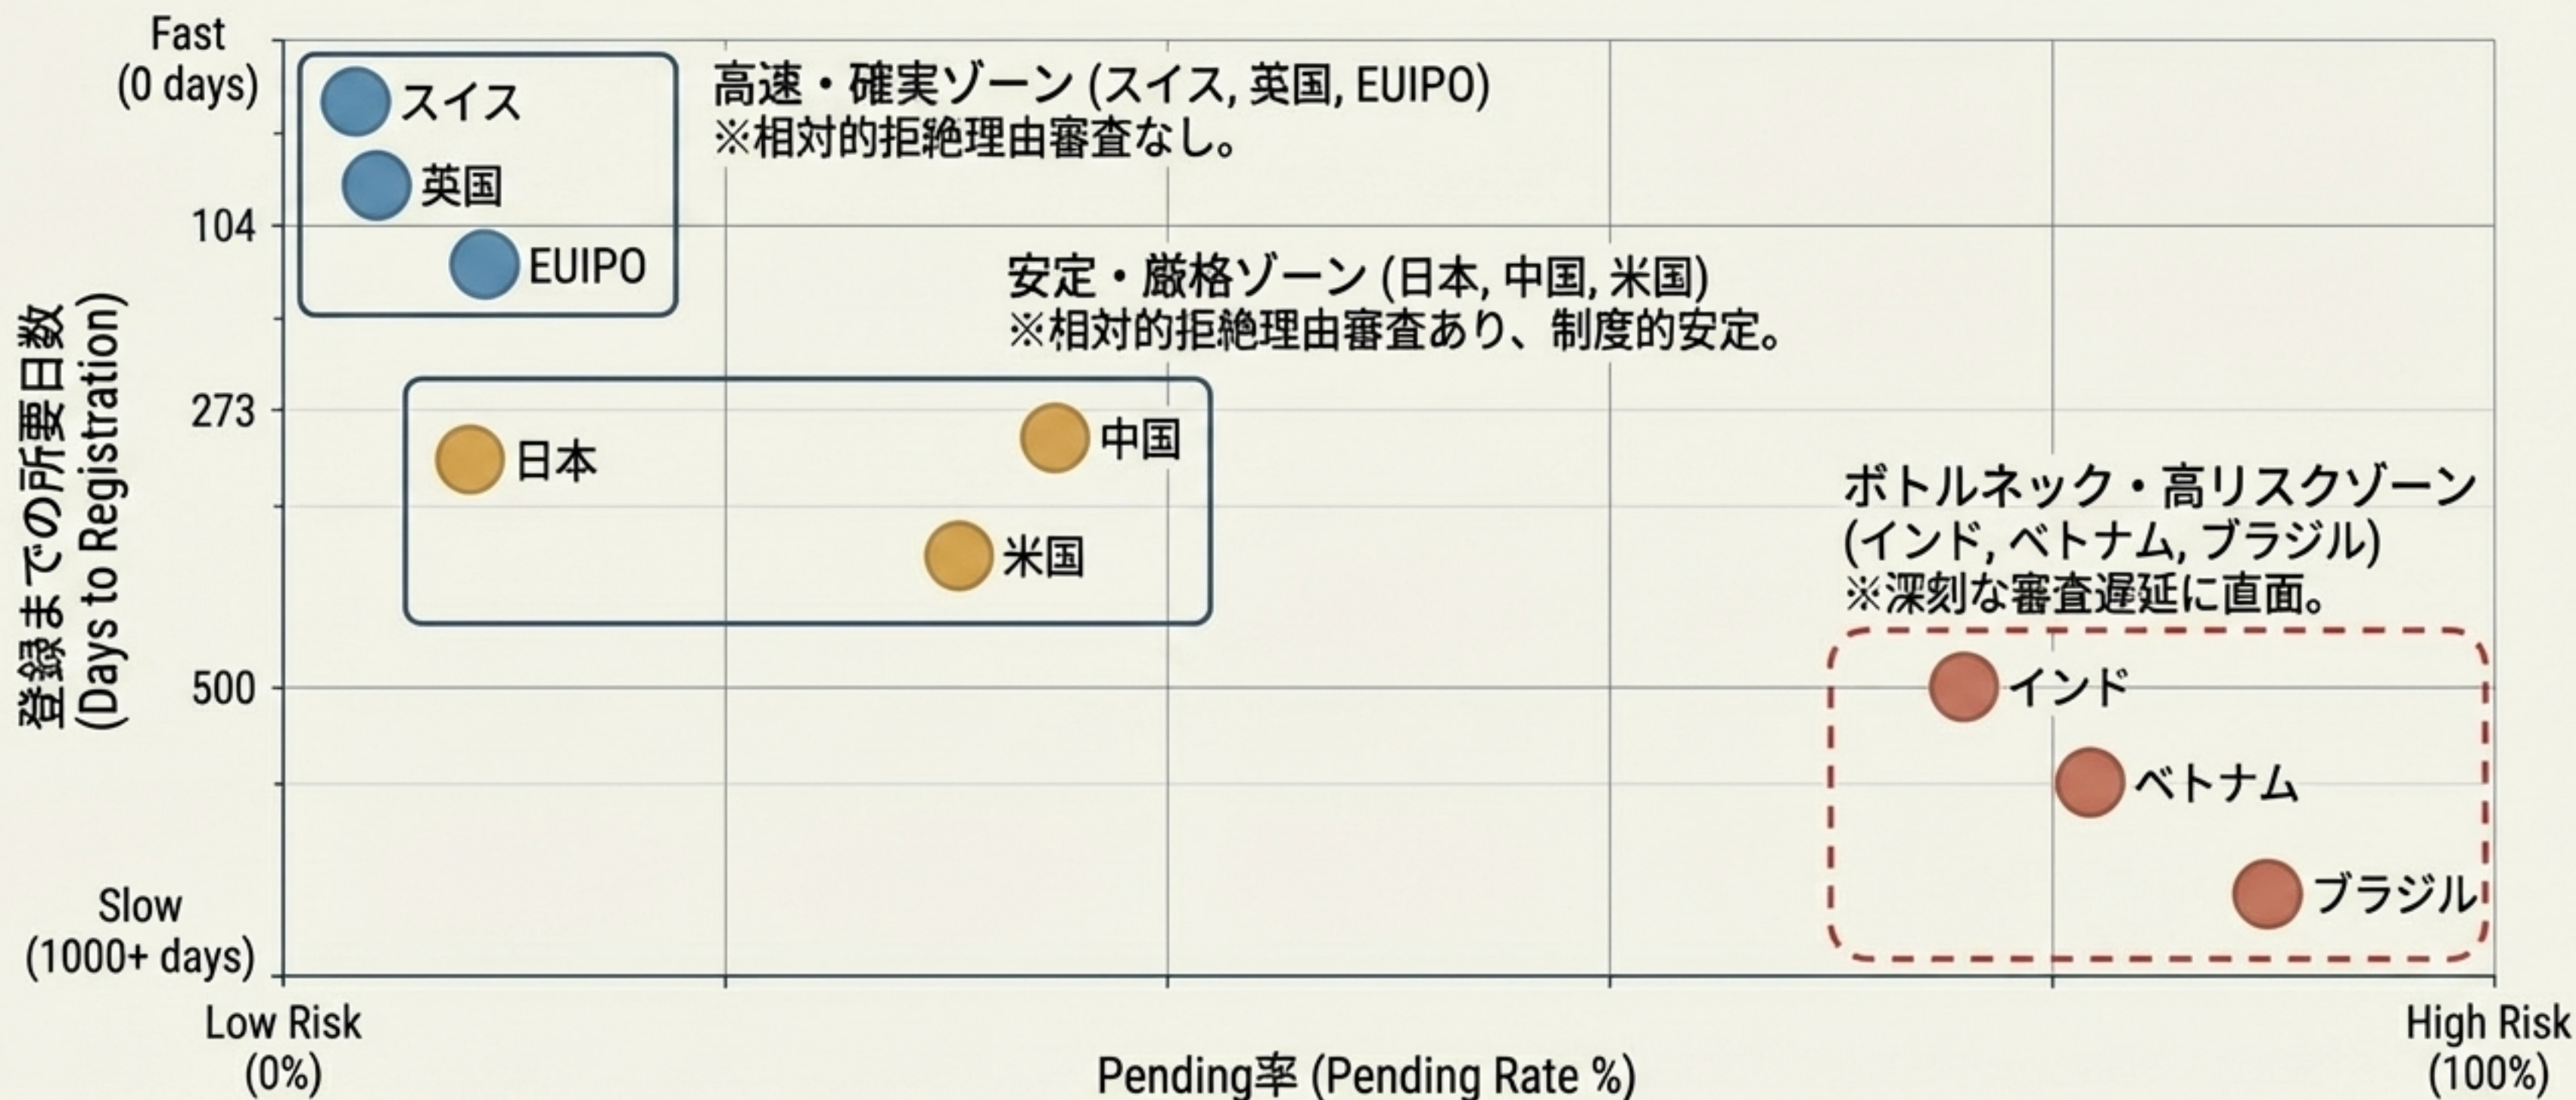 Fast
(0 days)
スイス
高速・確実ゾーン (スイス, 英国, EUIPO)
※相対的拒絶理由審査なし。
英国
104
EUIPO
安定・厳格ゾーン (日本, 中国, 米国)
※相対的拒絶理由審査あり、制度的安定。
登録までの所要日数
(Days to Registration)
273
日本
中国
米国
ボトルネック・高リスクゾーン
(インド, ベトナム, ブラジル)
※深刻な審査遅延に直面。
500
インド
ベトナム
ブラジル
Slow
(1000+ days)
Low Risk
(0%)
Pending率 (Pending Rate %)
High Risk
(100%)